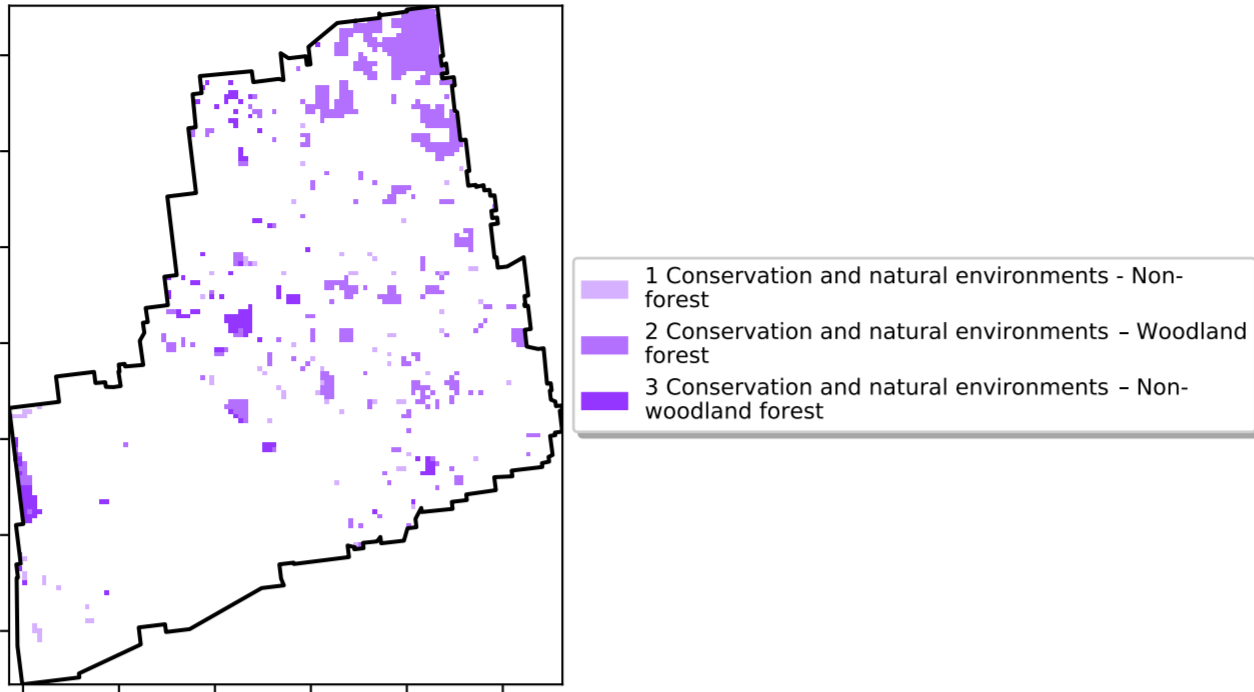 1 Conservation and natural environments - Non-
forest
2 Conservation and natural environments – Woodland
forest
3 Conservation and natural environments – Non-
woodland forest